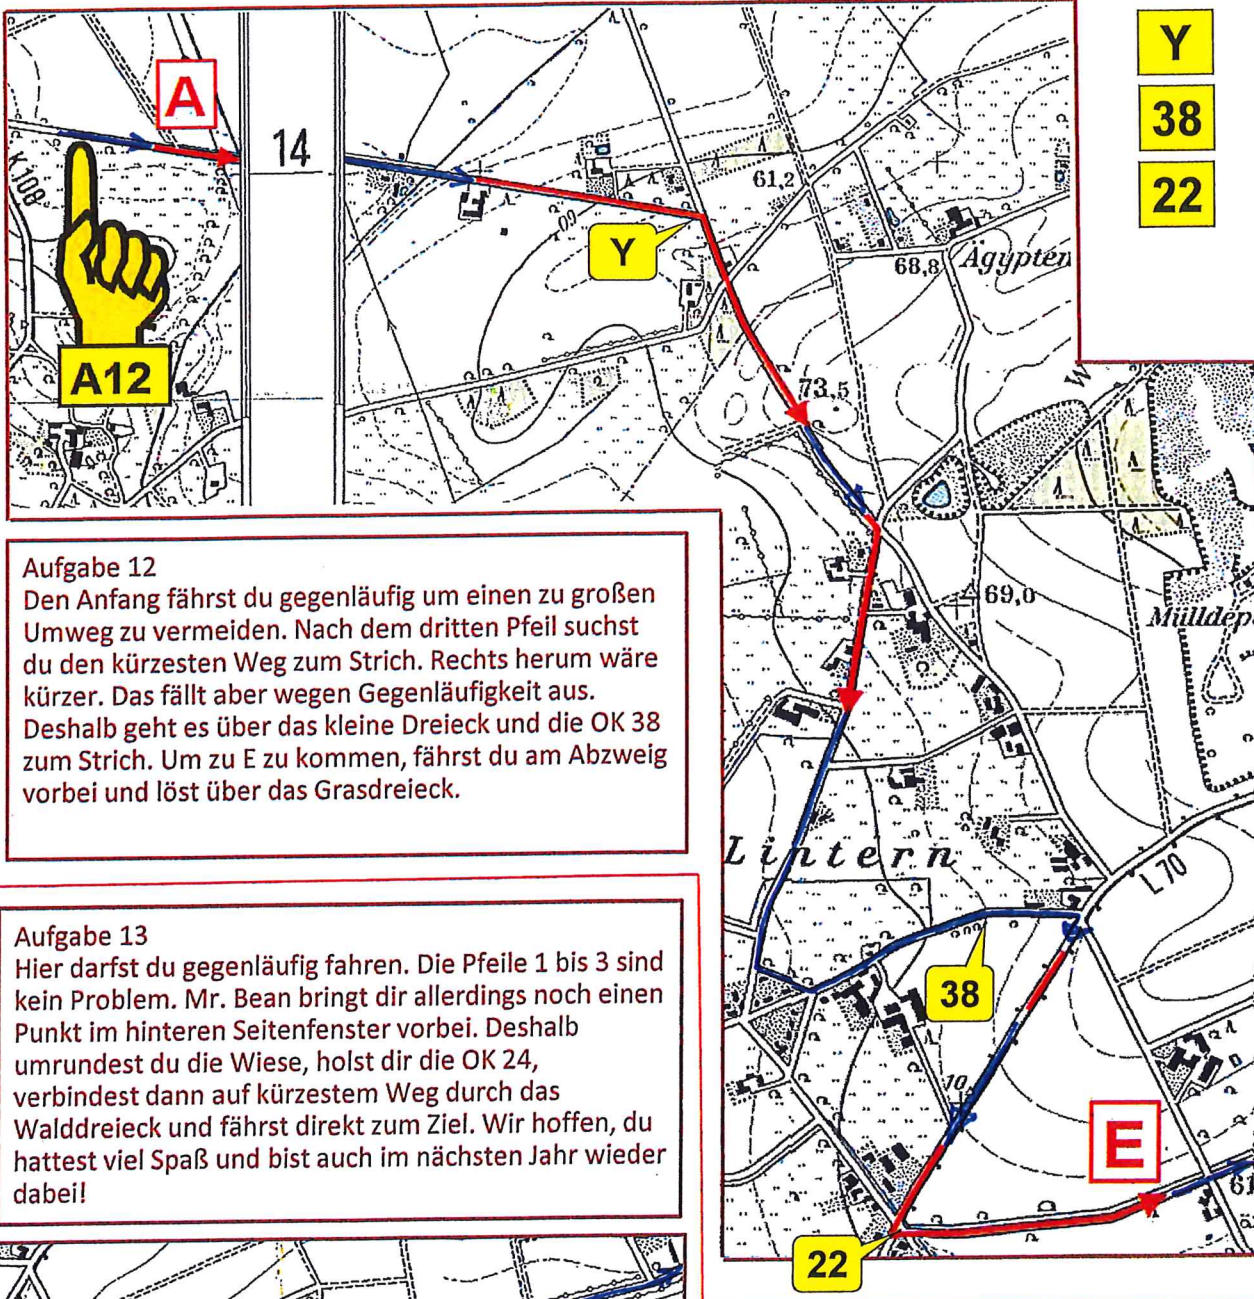 A
14
K 108
A12
60
Y
61,2
68,8
Ägypten
73,5
Y
38
22
W
69,0
Mülldep
Lintern
L 70
38
10
E
61
22
Aufgabe 12
Den Anfang fährst du gegenläufig um einen zu großen
Umweg zu vermeiden. Nach dem dritten Pfeil suchst
du den kürzesten Weg zum Strich. Rechts herum wäre
kürzer. Das fällt aber wegen Gegenläufigkeit aus.
Deshalb geht es über das kleine Dreieck und die OK 38
zum Strich. Um zu E zu kommen, fährst du am Abzweig
vorbei und löst über das Grasdreieck.
Aufgabe 13
Hier darfst du gegenläufig fahren. Die Pfeile 1 bis 3 sind
kein Problem. Mr. Bean bringt dir allerdings noch einen
Punkt im hinteren Seitenfenster vorbei. Deshalb
umrundest du die Wiese, holst dir die OK 24,
verbindest dann auf kürzestem Weg durch das
Walddreieck und fährst direkt zum Ziel. Wir hoffen, du
hattest viel Spaß und bist auch im nächsten Jahr wieder
dabei!